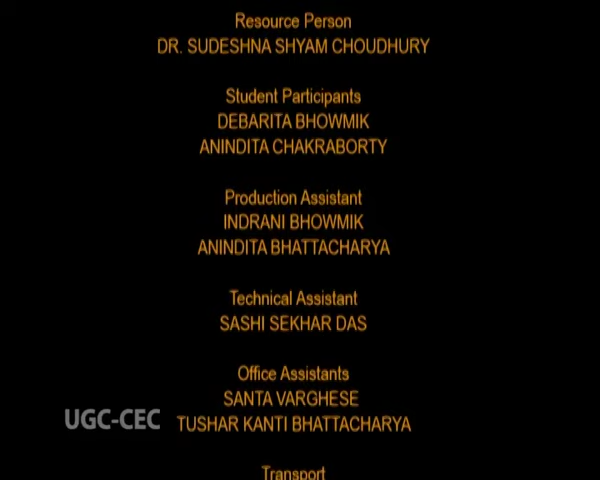 Resource Person
DR. SUDESHNA SHYAM CHOUDHURY
Student Participants
DEBARITA BHOWMIK
ANINDITA CHAKRABORTY
Production Assistant
INDRANI BHOWMIK
ANINDITA BHATTACHARYA
Technical Assistant
SASHI SEKHAR DAS
Office Assistants
SANTA VARGHESE
UGC-CEC
TUSHAR KANTI BHATTACHARYA
Transport